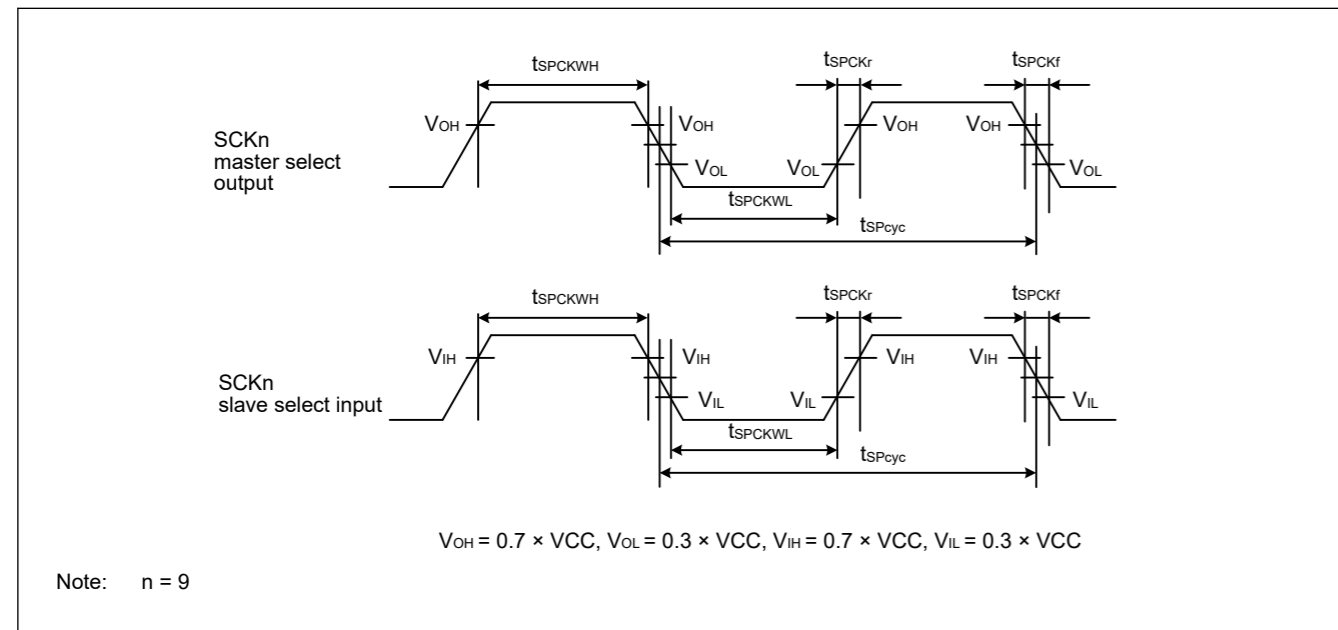 tSPCKWH
tSPCKr
tSPCKf
VOH
VOH
VOH
VOH
SCKn
master select
output
VOL
VOL
VOL
tSPCKWL
tSPcyc
tSPCKWH
tSPCKr
tSPCKf
VIH
VIH
VIH
VIH
SCKn
slave select input
VIL
VIL
VIL
tSPCKWL
tSPcyc
VOH = 0.7 × VCC, VOL = 0.3 × VCC, VIH = 0.7 × VCC, VIL = 0.3 × VCC
Note: n = 9